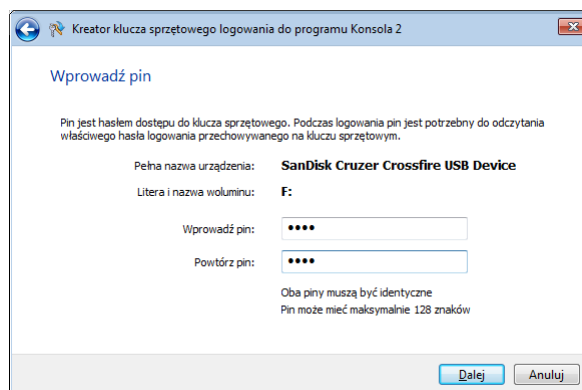 Kreator klucza sprzętowego logowania do programu Konsola 2
Wprowadź pin
Pin jest hasłem dostępu do klucza sprzętowego. Podczas logowania pin jest potrzebny do odczytania
właściwego hasła logowania przechowywanego na kluczu sprzętowym.
Pełna nazwa urządzenia: SanDisk Cruzer Crossfire USB Device
Litera i nazwa woluminu: F:
Wprowadź pin: ••••
Powtórz pin: ••••
Oba piny muszą być identyczne
Pin może mieć maksymalnie 128 znaków
Dalej Anuluj